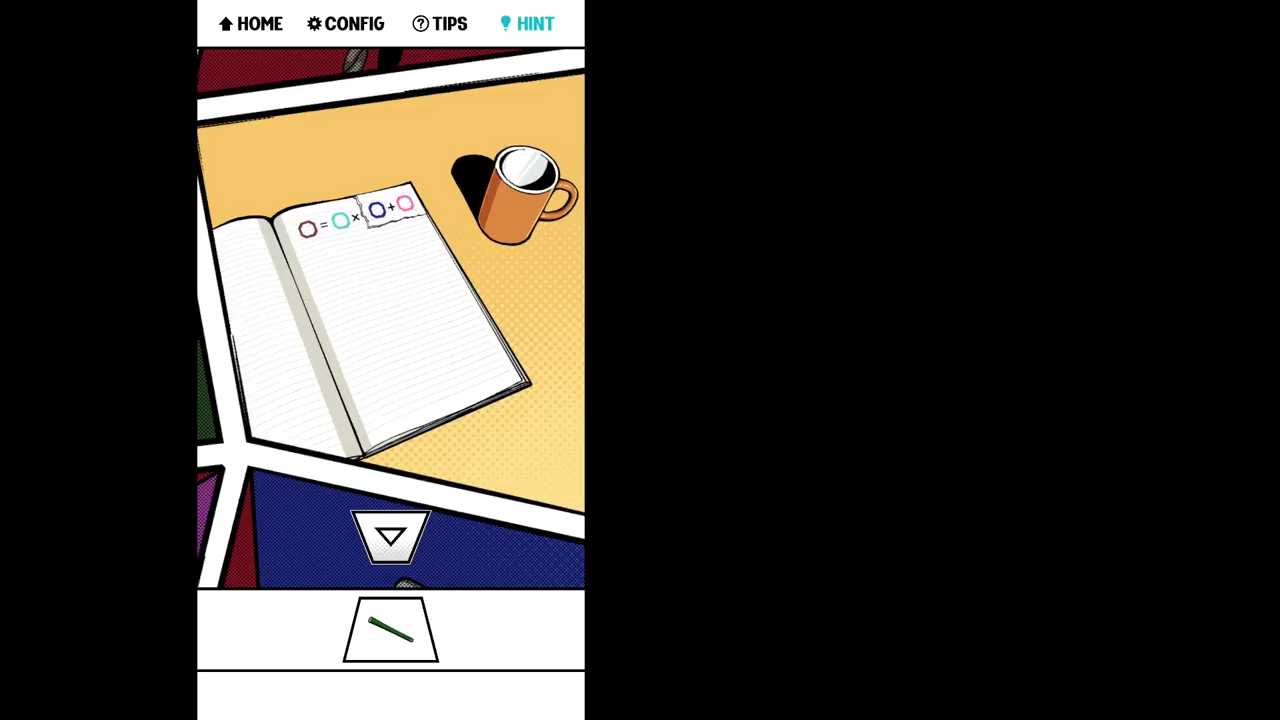 HOME CONFIG TIPS HINT
O = O × O + O